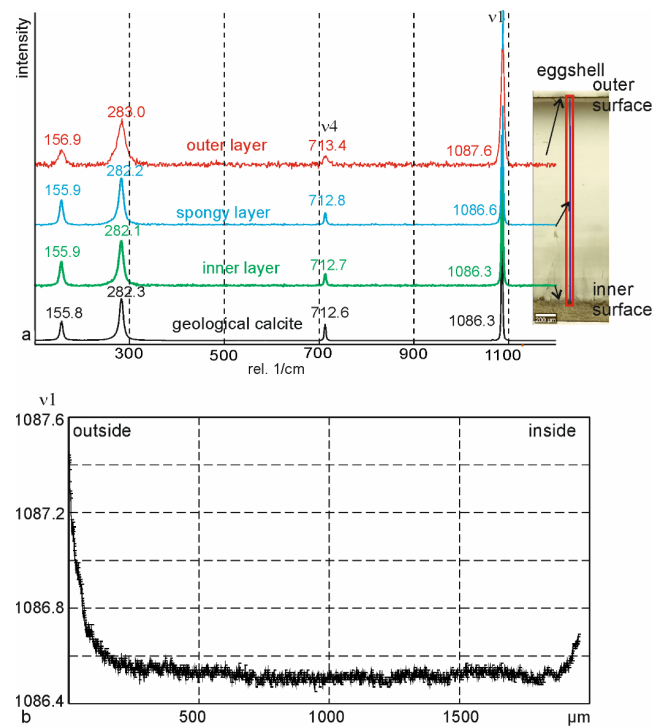 intensity
ν1
eggshell
outer surface
283.0
156.9
outer layer
ν4
713.4
1087.6
282.2
155.9
spongy layer
712.8
1086.6
282.1
155.9
inner layer
712.7
1086.3
inner surface
282.3
155.8
geological calcite
712.6
1086.3
200 µm
a
300 500 700 900 1100
rel. 1/cm
ν1
1087.6
outside inside
1087.2
1086.8
1086.4
b 500 1000 1500 µm